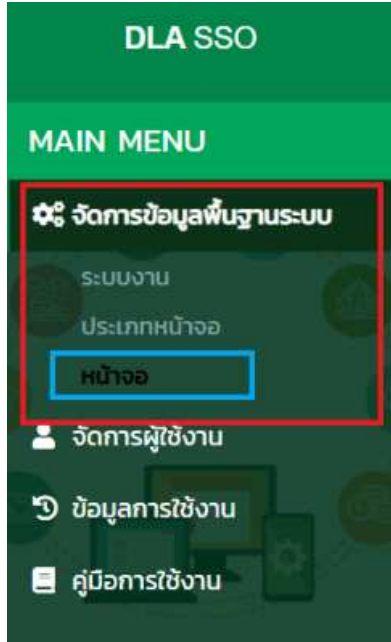 DLA SSO
MAIN MENU
จัดการข้อมูลพื้นฐานระบบ
ระบบงาน
ประเภทหน้าจอ
หน้าจอ
จัดการผู้ใช้งาน
ข้อมูลการใช้งาน
คู่มือการใช้งาน